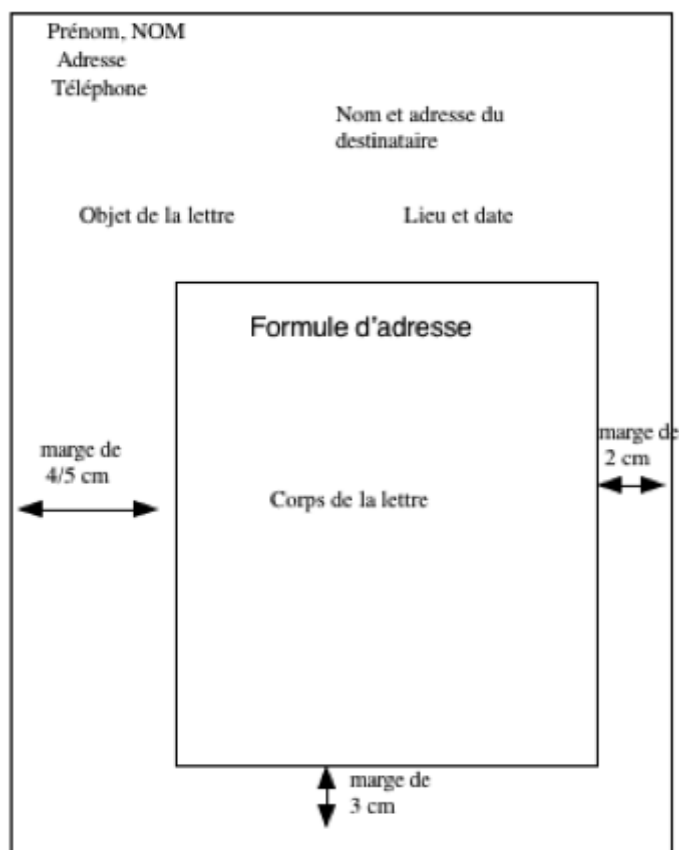 Prénom, NOM
Adresse
Téléphone
Nom et adresse du
destinataire
Objet de la lettre
Lieu et date
Formule d'adresse
marge de
4/5 cm
marge de
2 cm
Corps de la lettre
marge de
3 cm